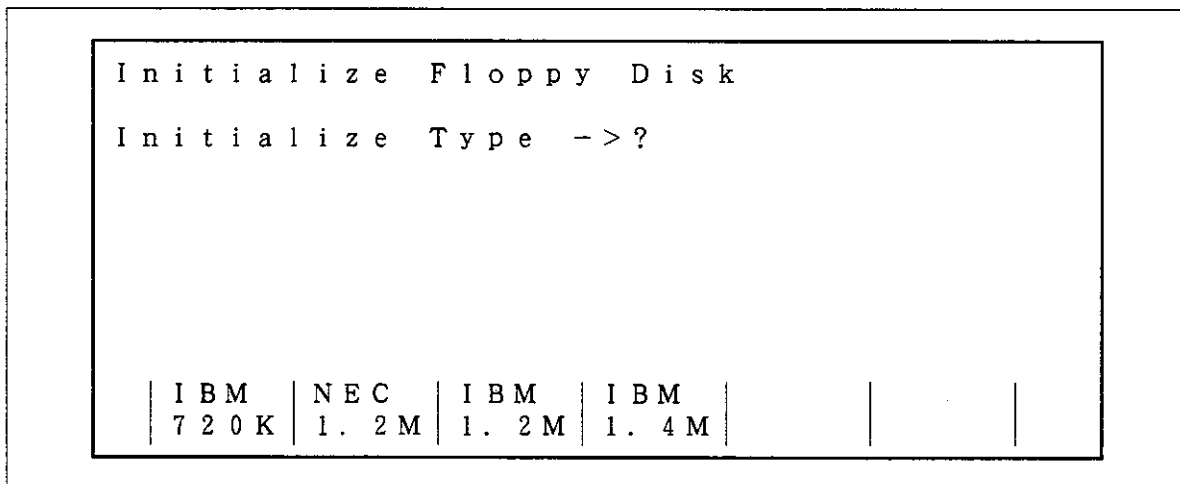 Initialize Floppy Disk
Initialize Type ->?
IBM NEC IBM IBM
720K 1. 2M 1. 2M 1. 4M